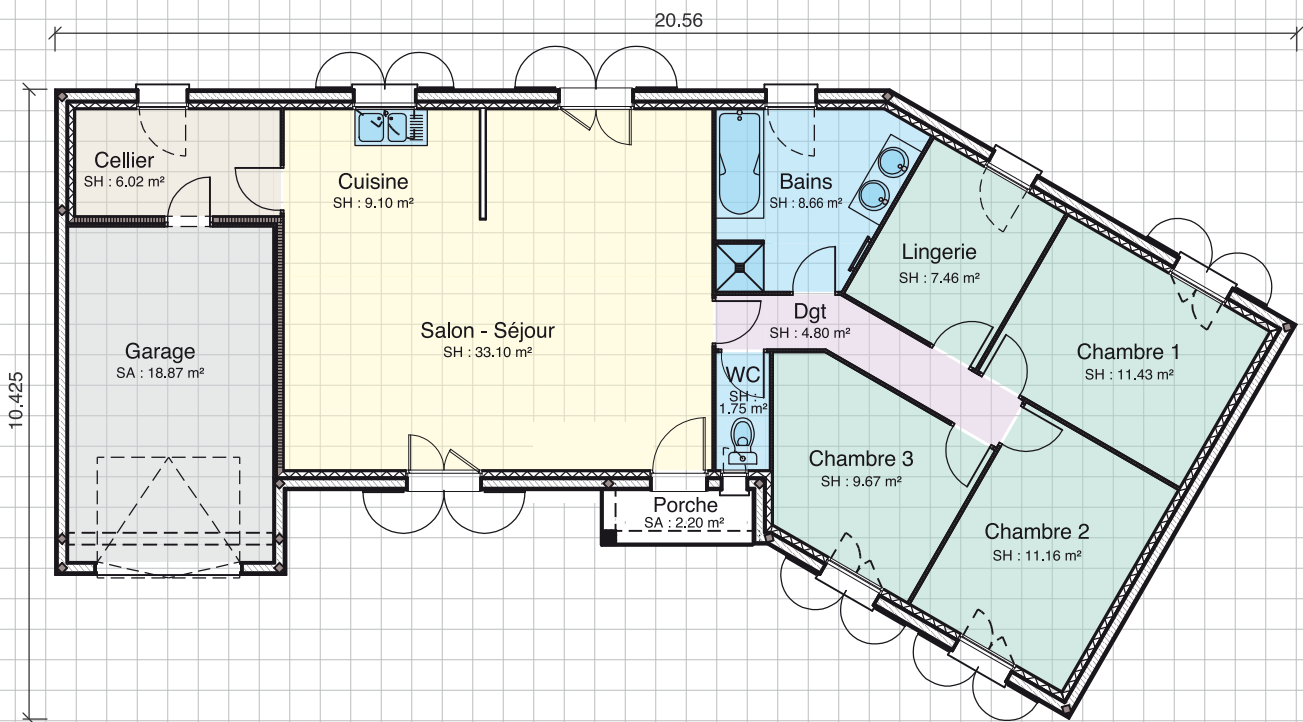 20.56
10.425
Cellier
SH : 6.02 m²
Cuisine
SH : 9.10 m²
Bains
SH : 8.66 m²
Lingerie
SH : 7.46 m²
Salon - Séjour
SH : 33.10 m²
Dgt
SH : 4.80 m²
Garage
SA : 18.87 m²
Chambre 1
SH : 11.43 m²
WC
SH :
1.75 m²
Chambre 3
SH : 9.67 m²
Porche
SA : 2.20 m²
Chambre 2
SH : 11.16 m²